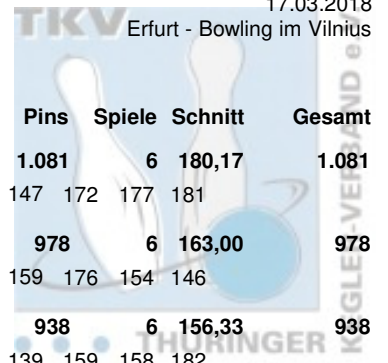 17.03.2018
TKV
Erfurt - Bowling im Vilnius
Pins Spiele Schnitt Gesamt
1.081 6 180,17 1.081
147 172 177 181
978 6 163,00 978
159 176 154 146
938 6 156,33 938
139 159 158 182
THÜRINGER
KEGLER-VERBAND e.V